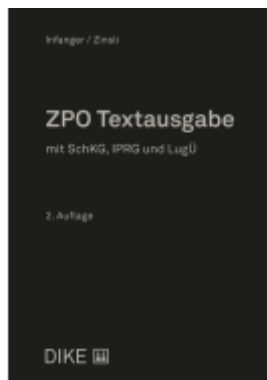 Infanger / Zinsli
ZPO Textausgabe
mit SchKG, IPRG und LugÜ
2. Auflage
DIKE